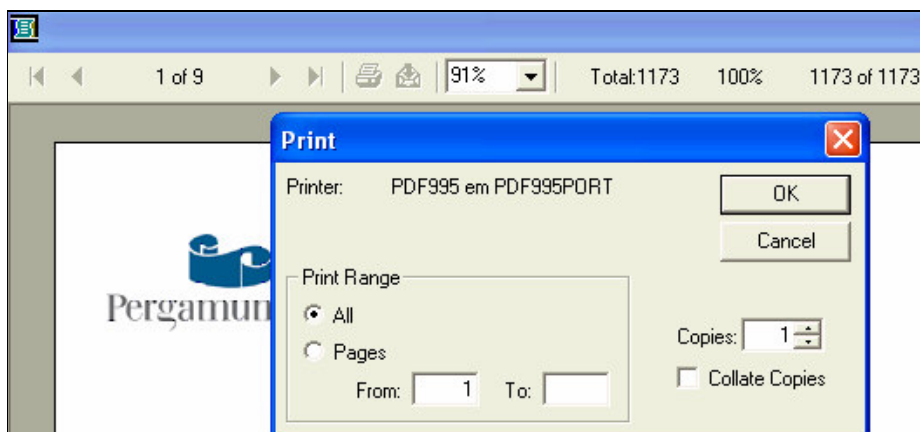 1 of 9 91% Total:1173 100% 1173 of 1173
Print
Printer: PDF995 em PDF995PORT
OK
Cancel
Print Range
All
Pages
From: 1 To:
Copies: 1
Collate Copies
Pergamun